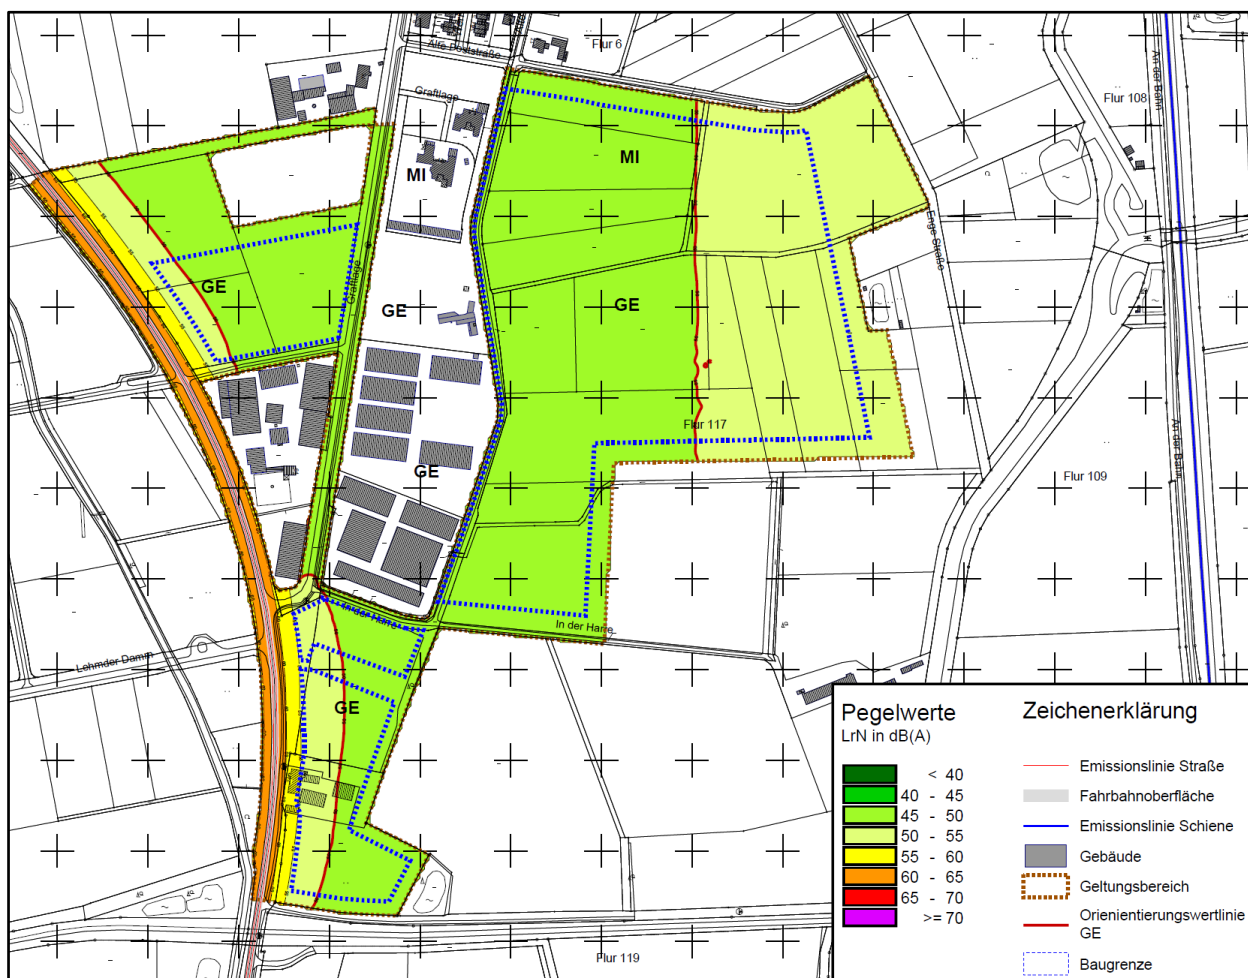 Alte Poststraße
Flur 6
An der Bahn
Flur 108
Graftlage
MI
MI
Enge Straße
GE
Graftlage
GE
GE
Flur 117
An der Bahn
GE
Flur 109
In der Harre
In der Harre
Lehmder Damm
GE
Flur 119
Pegelwerte
LrN in dB(A)
< 40
40 - 45
45 - 50
50 - 55
55 - 60
60 - 65
65 - 70
>= 70
Zeichenerklärung
Emissionslinie Straße
Fahrbahnoberfläche
Emissionslinie Schiene
Gebäude
Geltungsbereich
Orienientierungswertlinie
GE
Baugrenze